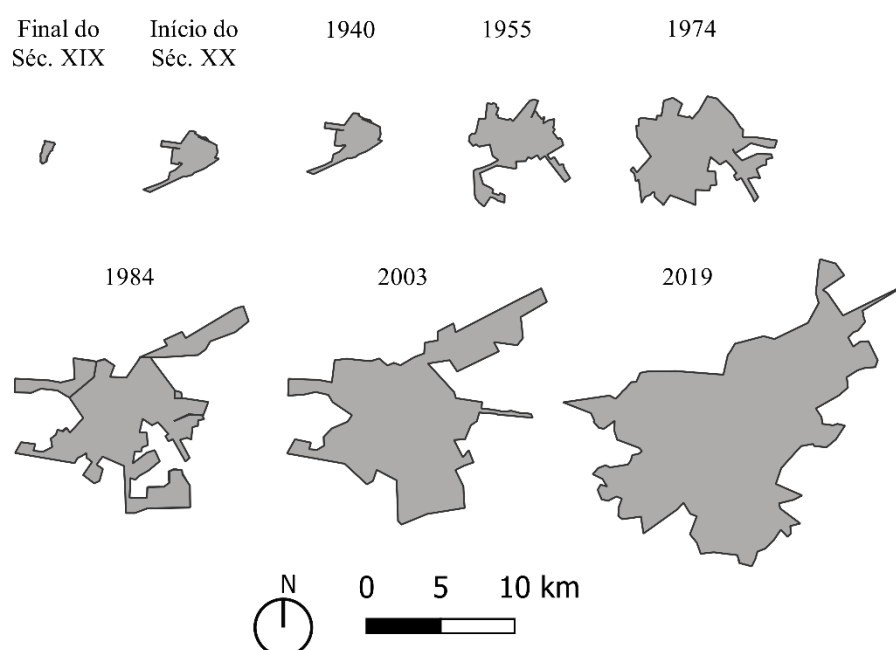 Final do
Séc. XIX
Início do
Séc. XX
1940
1955
1974
1984
2003
2019
N
0 5 10 km